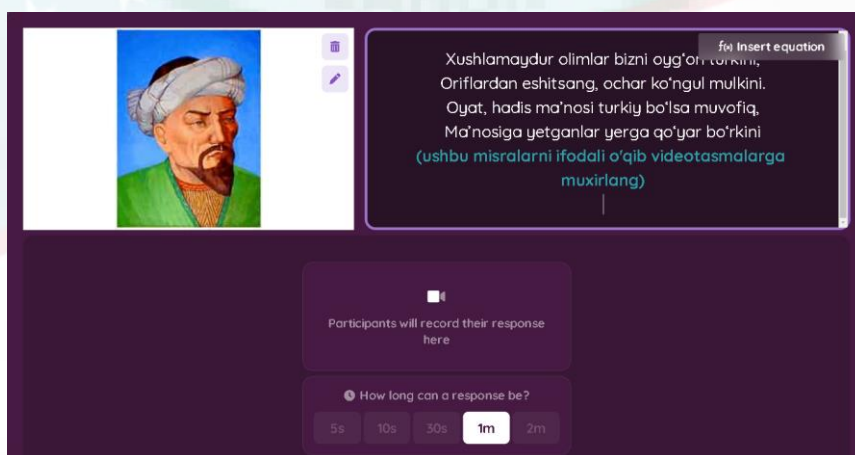 f(x) Insert equation
Xushlamaydur olimlar bizni oyg'on turkini,
Oriflardan eshitsang, ochar ko'ngul mulkini.
Oyat, hadis ma'nosi turkiy bo'lsa muvofiq,
Ma'nosiga yetganlar yerga qo'yar bo'rkini
(ushbu misralarni ifodali o'qib videotasmalarga
muxirlang)
Participants will record their response
here
How long can a response be?
5s 10s 30s 1m 2m